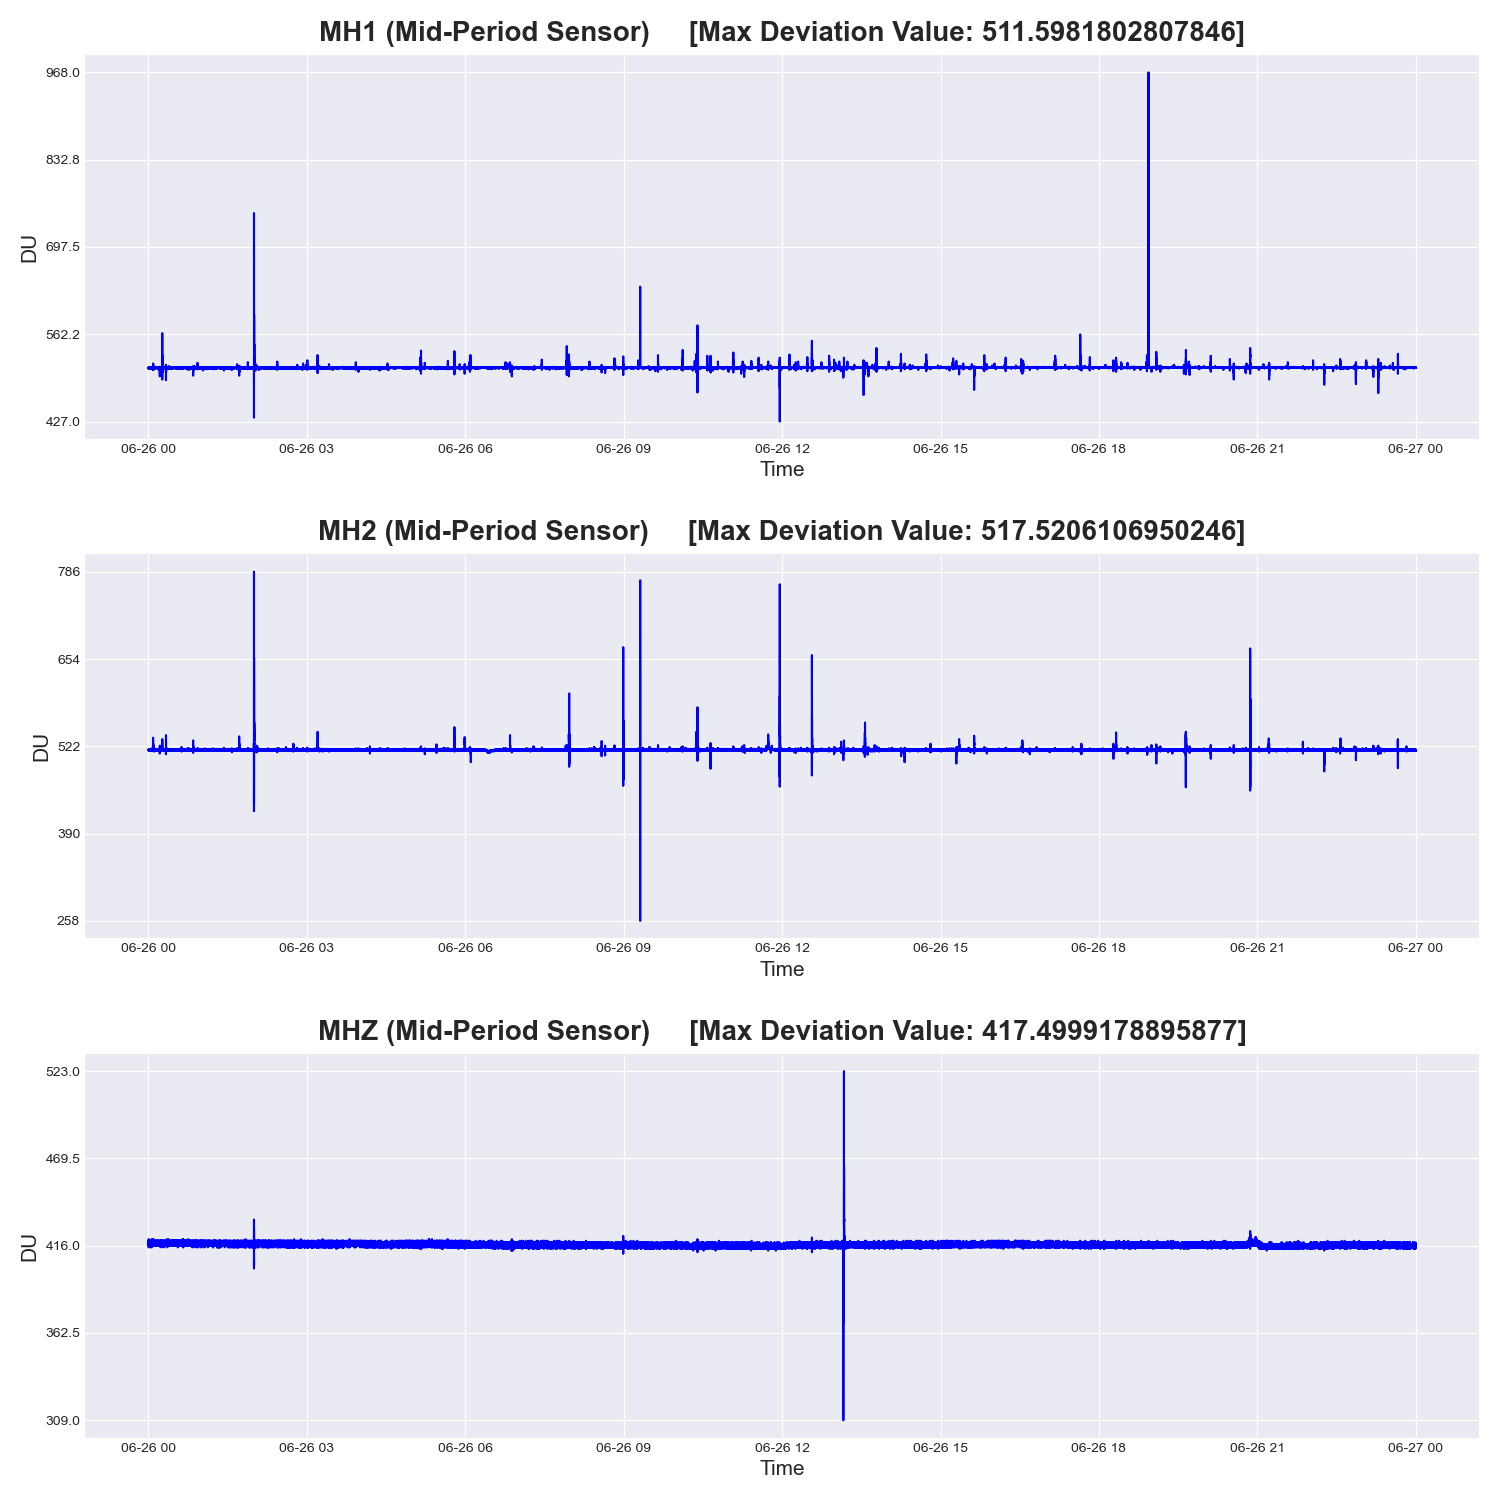 MH1 (Mid-Period Sensor) [Max Deviation Value: 511.5981802807846]
968.0
832.8
697.5
562.2
427.0
DU
06-26 00 06-26 03 06-26 06 06-26 09 06-26 12 06-26 15 06-26 18 06-26 21 06-27 00
Time
MH2 (Mid-Period Sensor) [Max Deviation Value: 517.5206106950246]
786
654
522
390
258
DU
06-26 00 06-26 03 06-26 06 06-26 09 06-26 12 06-26 15 06-26 18 06-26 21 06-27 00
Time
MHZ (Mid-Period Sensor) [Max Deviation Value: 417.4999178895877]
523.0
469.5
416.0
362.5
309.0
DU
06-26 00 06-26 03 06-26 06 06-26 09 06-26 12 06-26 15 06-26 18 06-26 21 06-27 00
Time